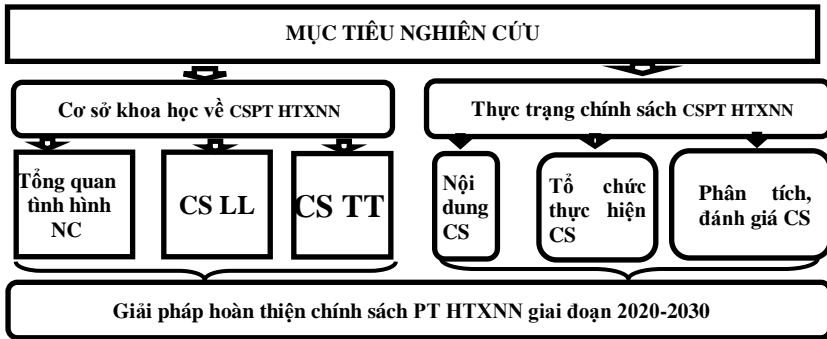 MỤC TIÊU NGHIÊN CỨU
Cơ sở khoa học về CSPT HTXNN
Thực trạng chính sách CSPT HTXNN
Tổng quan
tình hình
NC
CS LL
CS TT
Nội
dung
CS
Tổ chức
thực hiện
CS
Phân tích,
đánh giá CS
Giải pháp hoàn thiện chính sách PT HTXNN giai đoạn 2020-2030